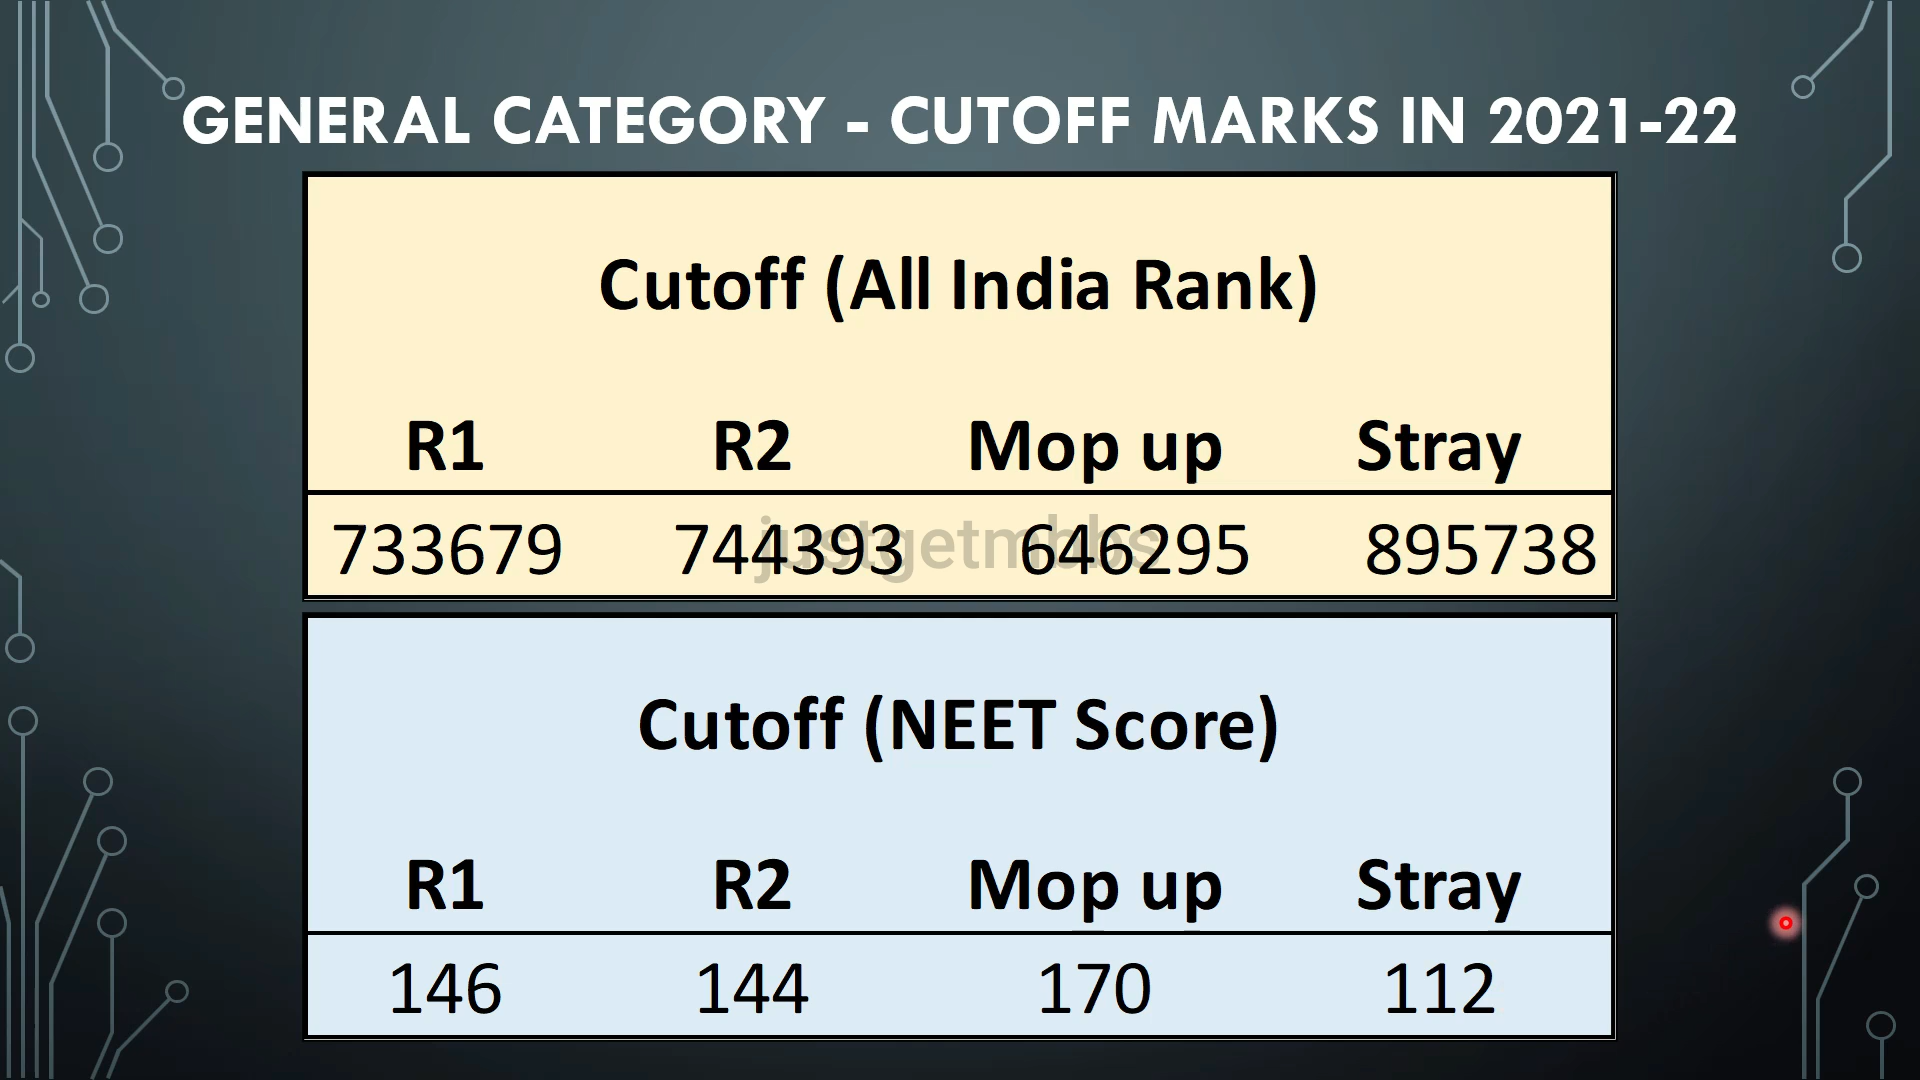 GENERAL CATEGORY - CUTOFF MARKS IN 2021-22
Cutoff (All India Rank)
R1 R2 Mop up Stray
733679 744393 646295 895738
justgetmbbs
Cutoff (NEET Score)
R1 R2 Mop up Stray
146 144 170 112